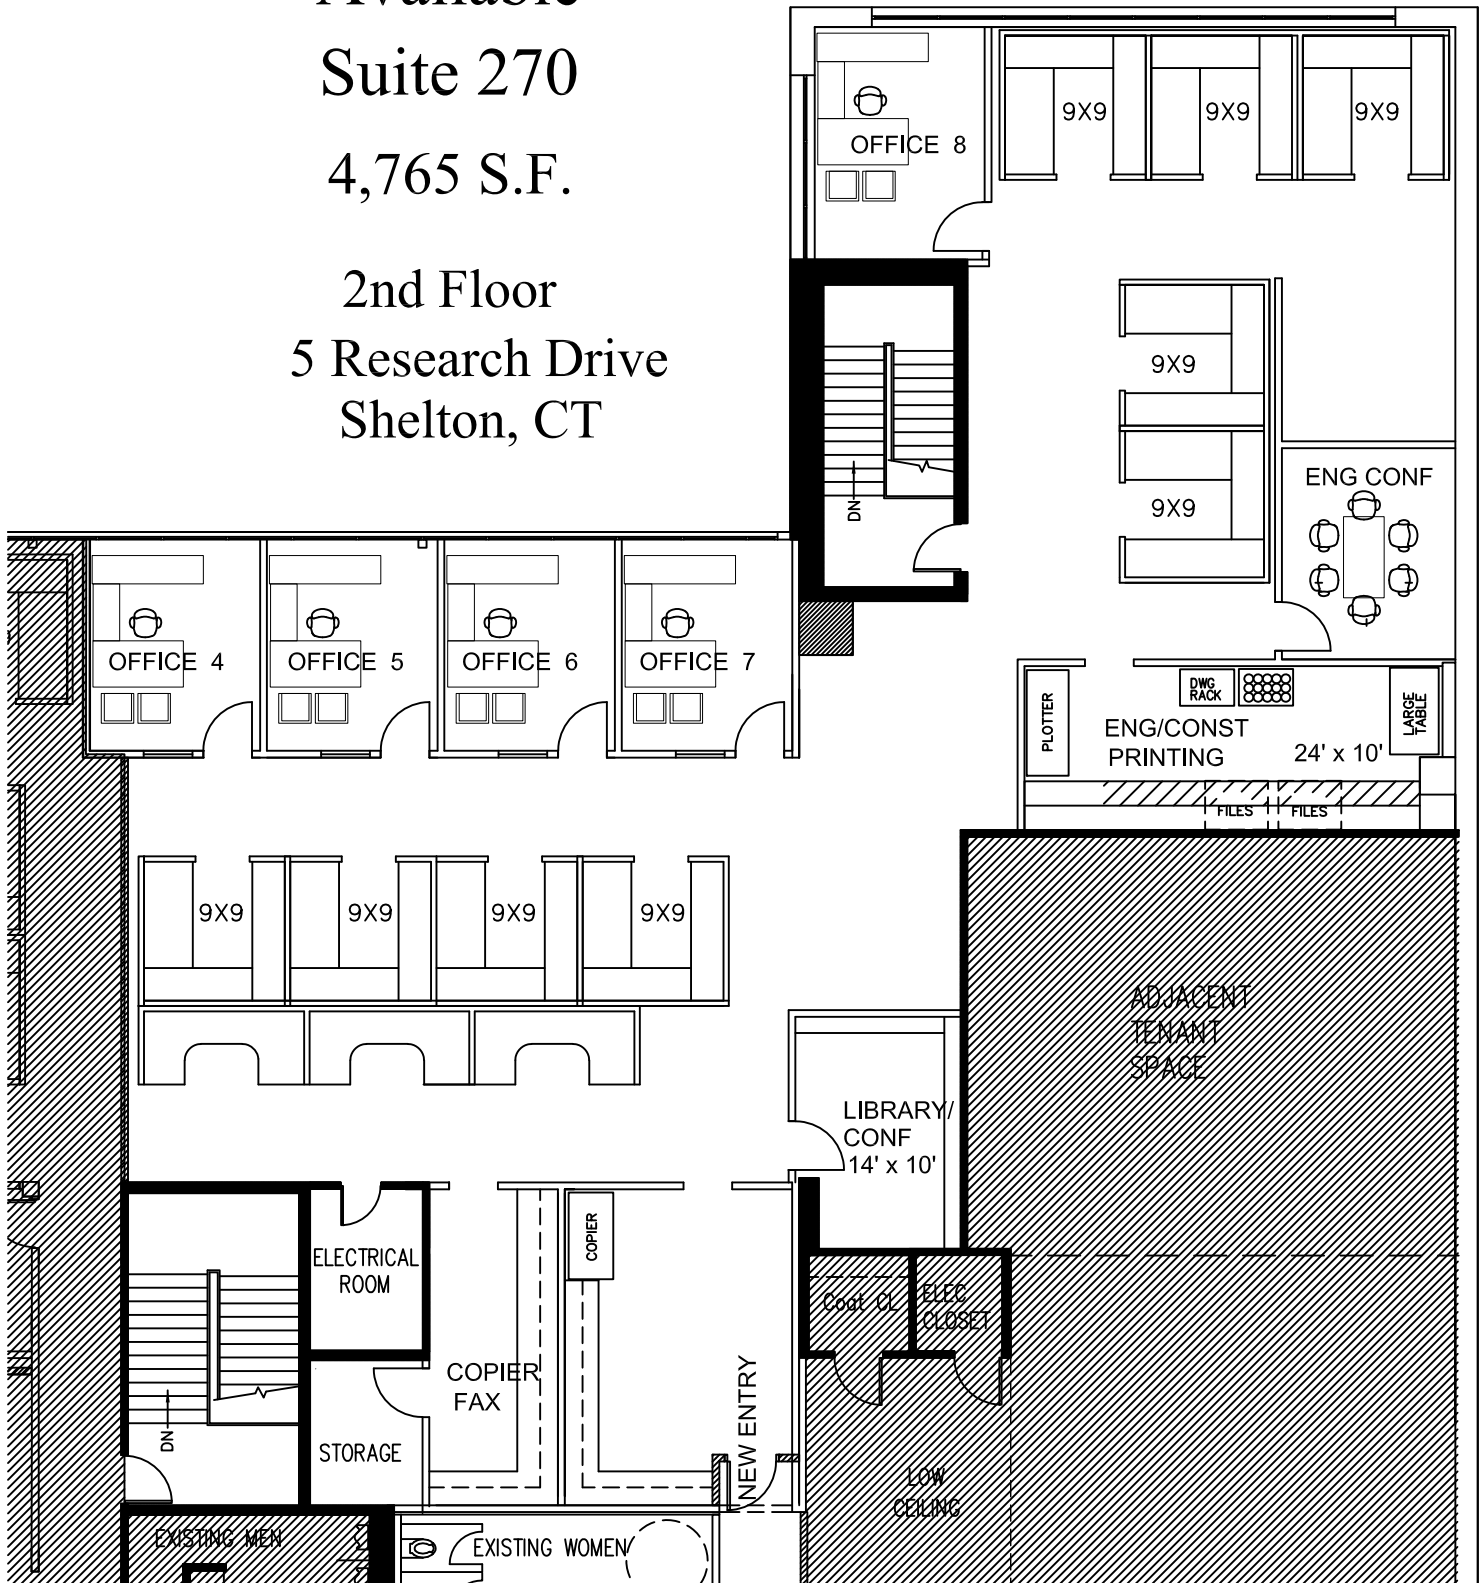 Available
Suite 270
4,765 S.F.
2nd Floor
5 Research Drive
Shelton, CT
OFFICE 8
9X9
9X9
9X9
9X9
9X9
DN
ENG CONF
OFFICE 4
OFFICE 5
OFFICE 6
OFFICE 7
PLOTTER
DWG
RACK
LARGE
TABLE
ENG/CONST
PRINTING
24' x 10'
FILES
FILES
9X9
9X9
9X9
9X9
ADJACENT
TENANT
SPACE
LIBRARY/
CONF
14' x 10'
COPIER
ELECTRICAL
ROOM
Coat CL
ELEC
CLOSET
COPIER
FAX
NEW ENTRY
DN
STORAGE
LOW
CEILING
EXISTING MEN
EXISTING WOMEN